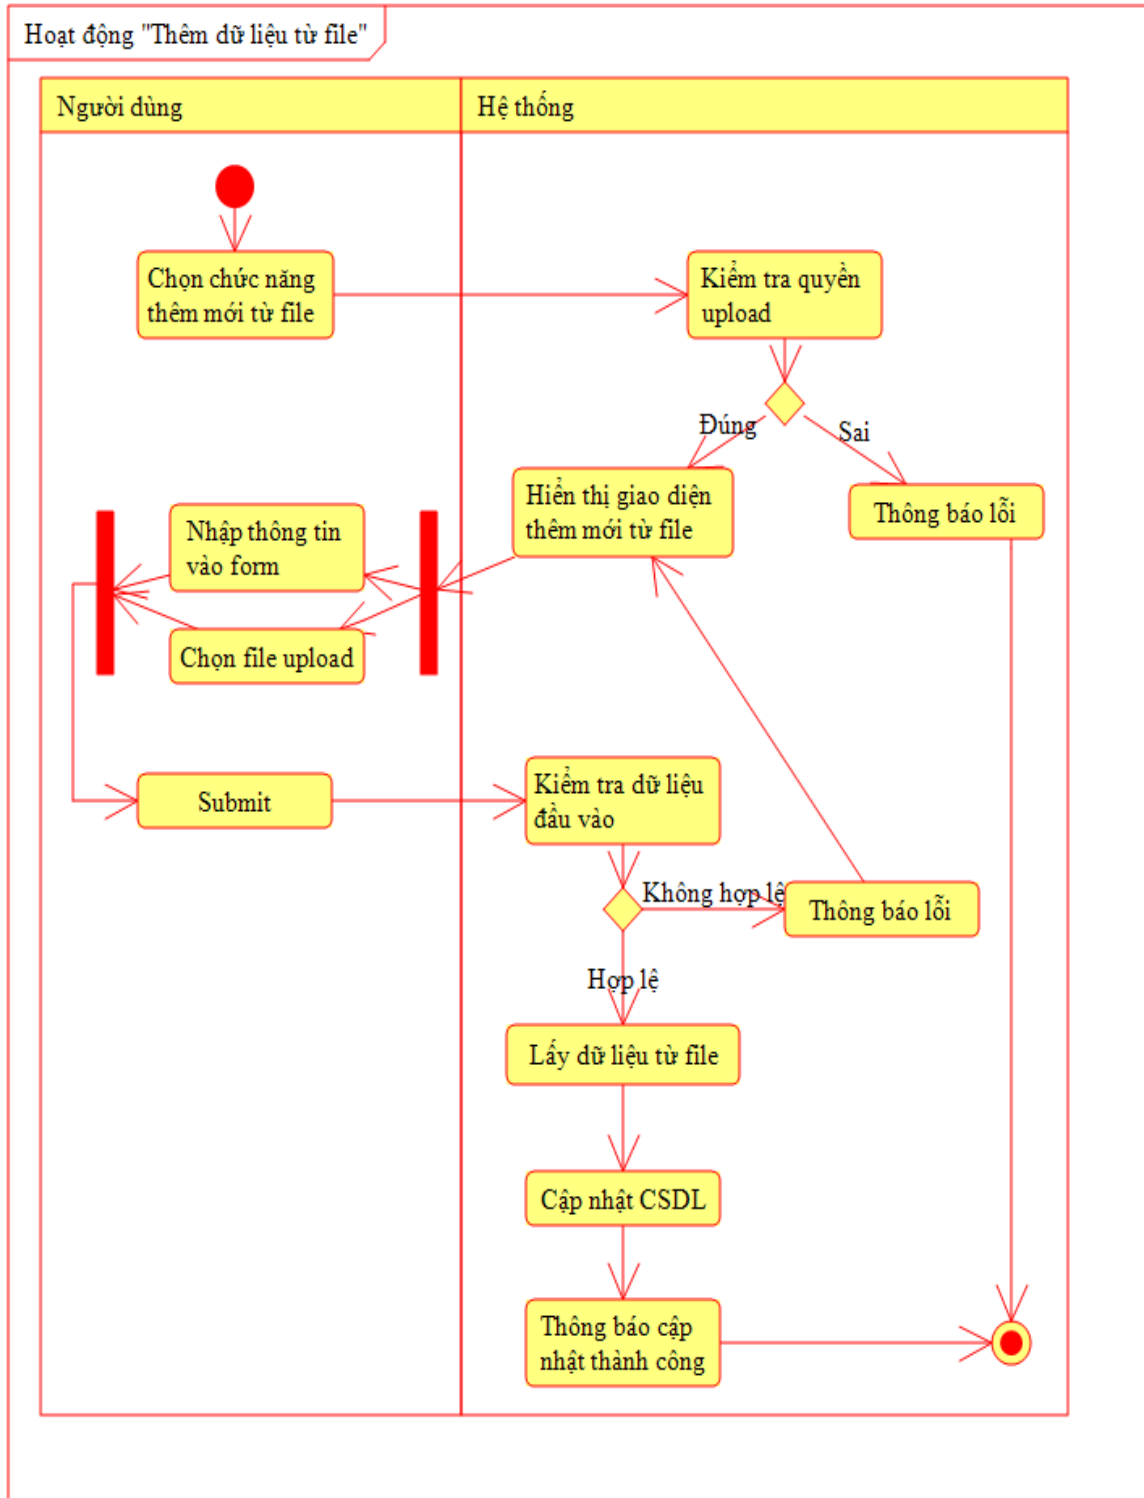 Hoạt động "Thêm dữ liệu từ file"
Người dùng
Hệ thống
Chọn chức năng
thêm mới từ file
Kiểm tra quyền
upload
Đúng
Sai
Hiển thị giao diện
thêm mới từ file
Thông báo lỗi
Nhập thông tin
vào form
Chọn file upload
Submit
Kiểm tra dữ liệu
đầu vào
Không hợp lệ
Thông báo lỗi
Hợp lệ
Lấy dữ liệu từ file
Cập nhật CSDL
Thông báo cập
nhật thành công